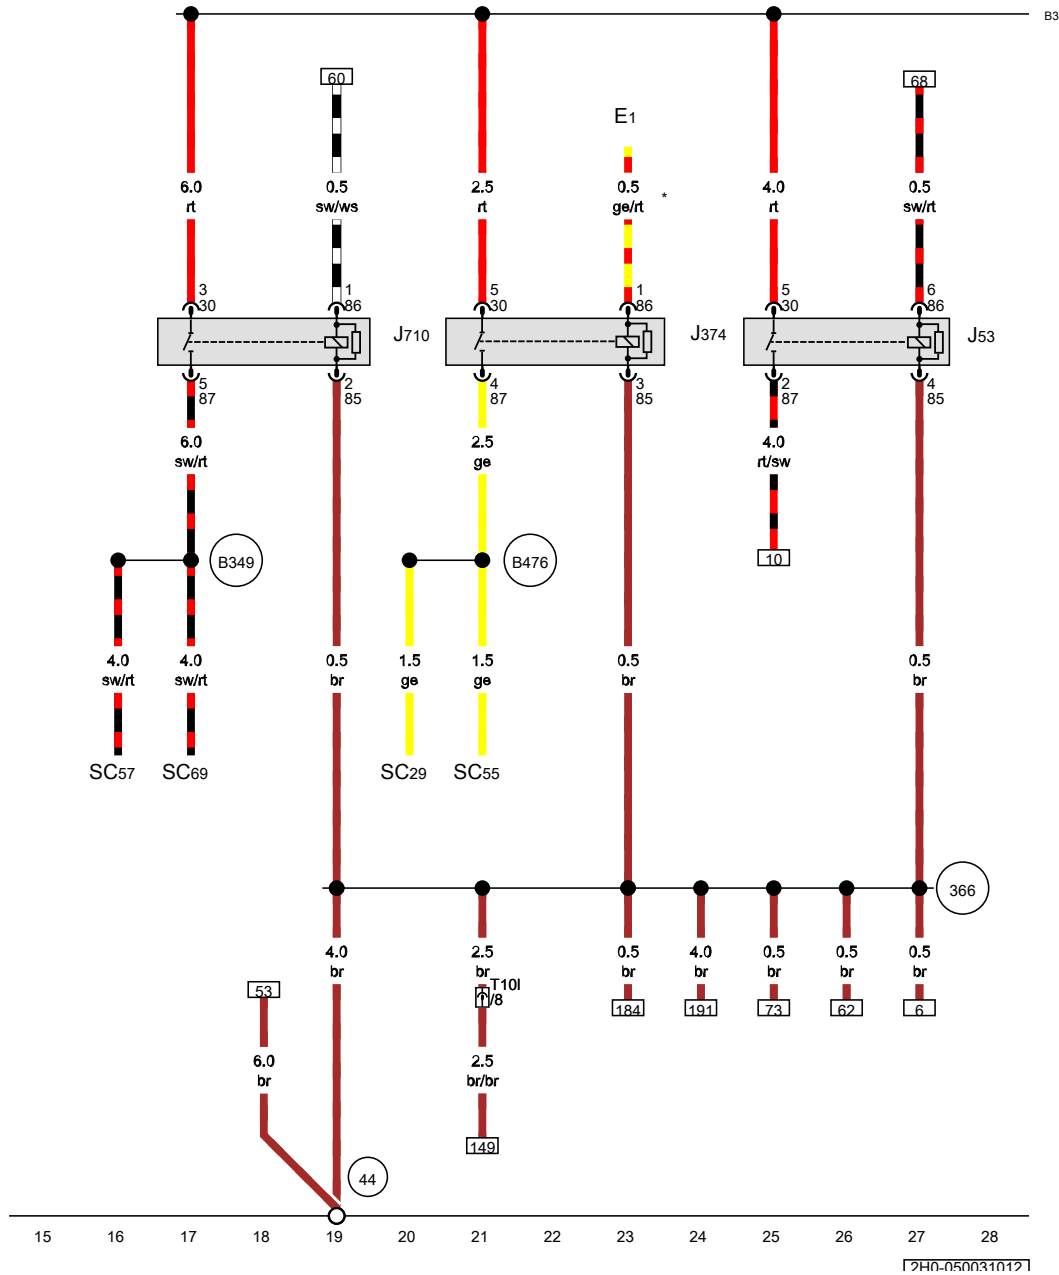 B3
60
68
E1
6.0
rt
0.5
sw/ws
2.5
rt
0.5
ge/rt
*
4.0
rt
0.5
sw/rt
3
30
1
86
5
30
1
86
5
30
6
86
J710
J374
J53
5
87
2
85
4
87
3
85
2
87
4
85
6.0
sw/rt
2.5
ge
4.0
rt/sw
B349
B476
10
4.0
sw/rt
4.0
sw/rt
0.5
br
1.5
ge
1.5
ge
0.5
br
0.5
br
SC57
SC69
SC29
SC55
366
4.0
br
2.5
br
0.5
br
4.0
br
0.5
br
0.5
br
0.5
br
53
T10l
/8
184
191
73
62
6
6.0
br
2.5
br/br
149
44
15 16 17 18 19 20 21 22 23 24 25 26 27 28
2H0-050031012